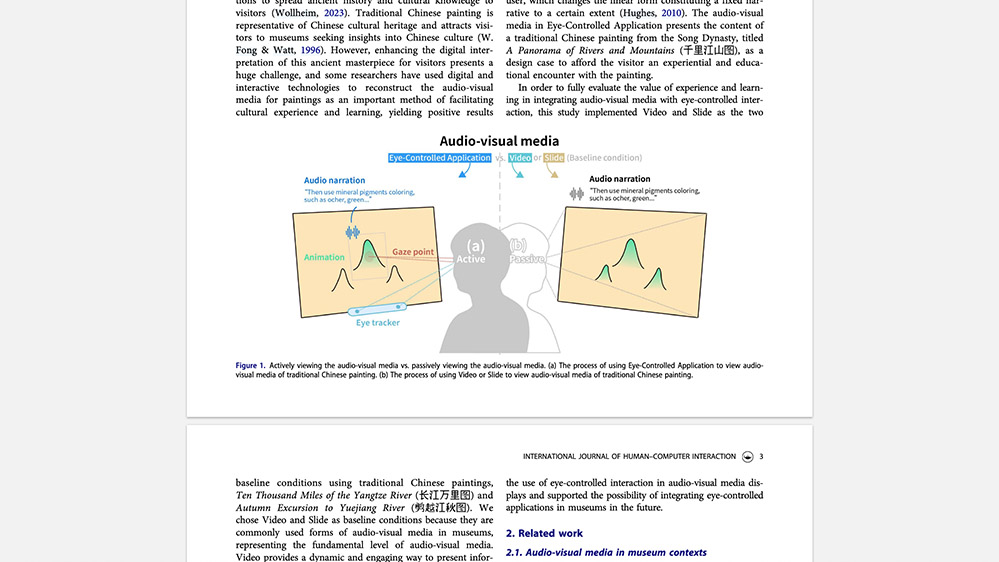 tions to spread ancient history and cultural knowledge to
visitors (Wollheim, 2023). Traditional Chinese painting is
representative of Chinese cultural heritage and attracts visi-
tors to museums seeking insights into Chinese culture (W.
Fong & Watt, 1996). However, enhancing the digital inter-
pretation of this ancient masterpiece for visitors presents a
huge challenge, and some researchers have used digital and
interactive technologies to reconstruct the audio-visual
media for paintings as an important method of facilitating
cultural experience and learning, yielding positive results
user, which changes the linear form constituting a fixed nar-
rative to a certain extent (Hughes, 2010). The audio-visual
media in Eye-Controlled Application presents the content of
a traditional Chinese painting from the Song Dynasty, titled
A Panorama of Rivers and Mountains (千里江山图), as a
design case to afford the visitor an experiential and educa-
tional encounter with the painting.
In order to fully evaluate the value of experience and learn-
ing in integrating audio-visual media with eye-controlled inter-
action, this study implemented Video and Slide as the two
Audio-visual media
Eye-Controlled Application vs. Video or Slide (Baseline condition)
Audio narration
"Then use mineral pigments coloring,
such as ocher, green..."
Animation
Gaze point
Eye tracker
(a)
Active
(b)
Passive
Audio narration
"Then use mineral pigments coloring,
such as ocher, green..."
Figure 1. Actively viewing the audio-visual media vs. passively viewing the audio-visual media. (a) The process of using Eye-Controlled Application to view audio-
visual media of traditional Chinese painting. (b) The process of using Video or Slide to view audio-visual media of traditional Chinese painting.
INTERNATIONAL JOURNAL OF HUMAN–COMPUTER INTERACTION 3
baseline conditions using traditional Chinese paintings,
Ten Thousand Miles of the Yangtze River (长江万里图) and
Autumn Excursion to Yuejiang River (剪越江秋图). We
chose Video and Slide as baseline conditions because they are
commonly used forms of audio-visual media in museums,
representing the fundamental level of audio-visual media.
Video provides a dynamic and engaging way to present infor-
the use of eye-controlled interaction in audio-visual media dis-
plays and supported the possibility of integrating eye-controlled
applications in museums in the future.
2. Related work
2.1. Audio-visual media in museum contexts